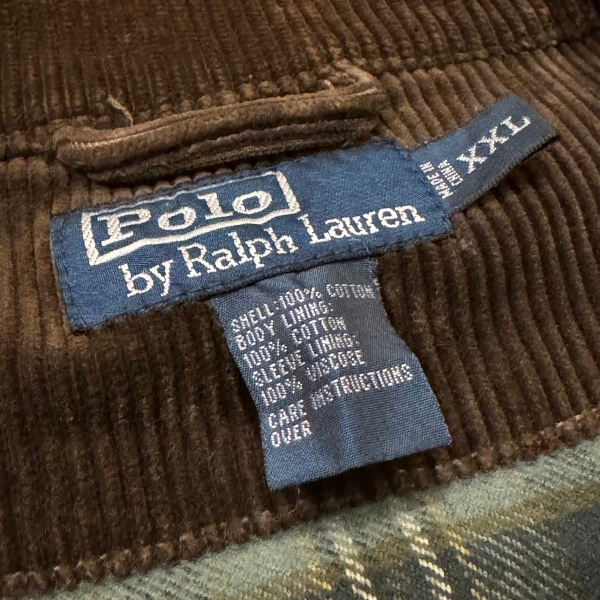 Polo
by Ralph Lauren
XXL
MADE IN
CHINA
SHELL:100% COTTON
BODY LINING:
100% COTTON
SLEEVE LINING:
100% VISCOSE
CARE INSTRUCTIONS
OVER